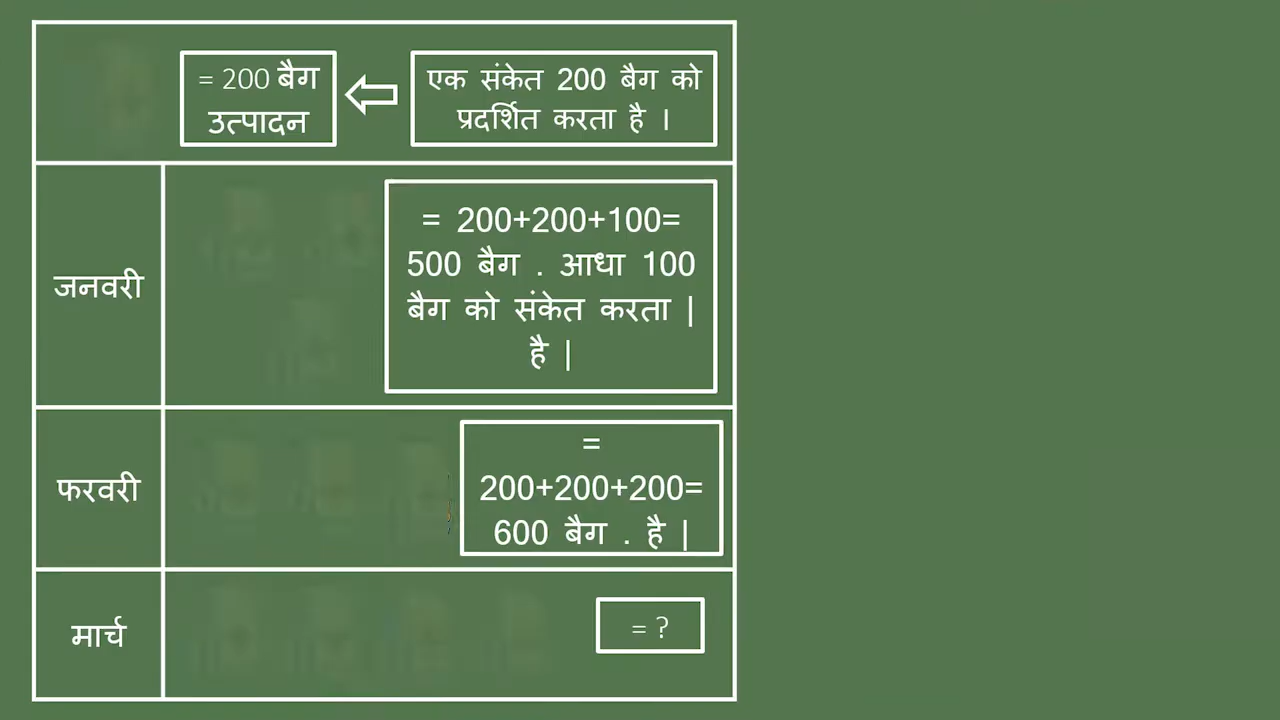 = 200 बैग
उत्पादन
एक संकेत 200 बैग को
प्रदर्शित करता है ।
जनवरी
= 200+200+100=
500 बैग . आधा 100
बैग को संकेत करता |
है |
फरवरी
=
200+200+200=
600 बैग . है |
मार्च
= ?